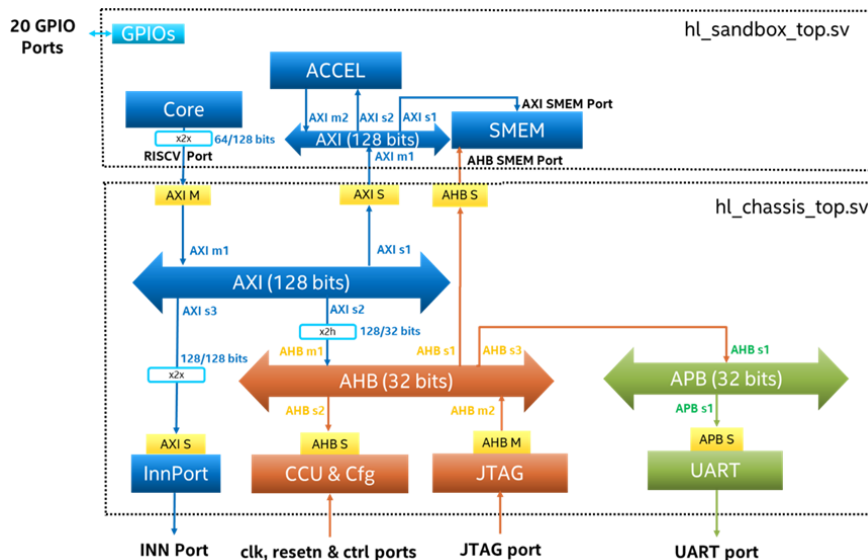 20 GPIO
Ports
GPIOs
hl_sandbox_top.sv
ACCEL
Core
AXI m2
AXI s2
AXI s1
AXI SMEM Port
SMEM
x2x
64/128 bits
AXI (128 bits)
RISCV Port
AXI m1
AHB SMEM Port
AXI M
AXI S
AHB S
hl_chassis_top.sv
AXI m1
AXI s1
AXI (128 bits)
AXI s3
AXI s2
x2h
128/32 bits
128/128 bits
x2x
AHB m1
AHB s1
AHB s3
AHB s1
AHB (32 bits)
APB (32 bits)
AHB s2
AHB m2
APB s1
AXI S
AHB S
AHB M
APB S
InnPort
CCU & Cfg
JTAG
UART
INN Port
clk, resetn & ctrl ports
JTAG port
UART port